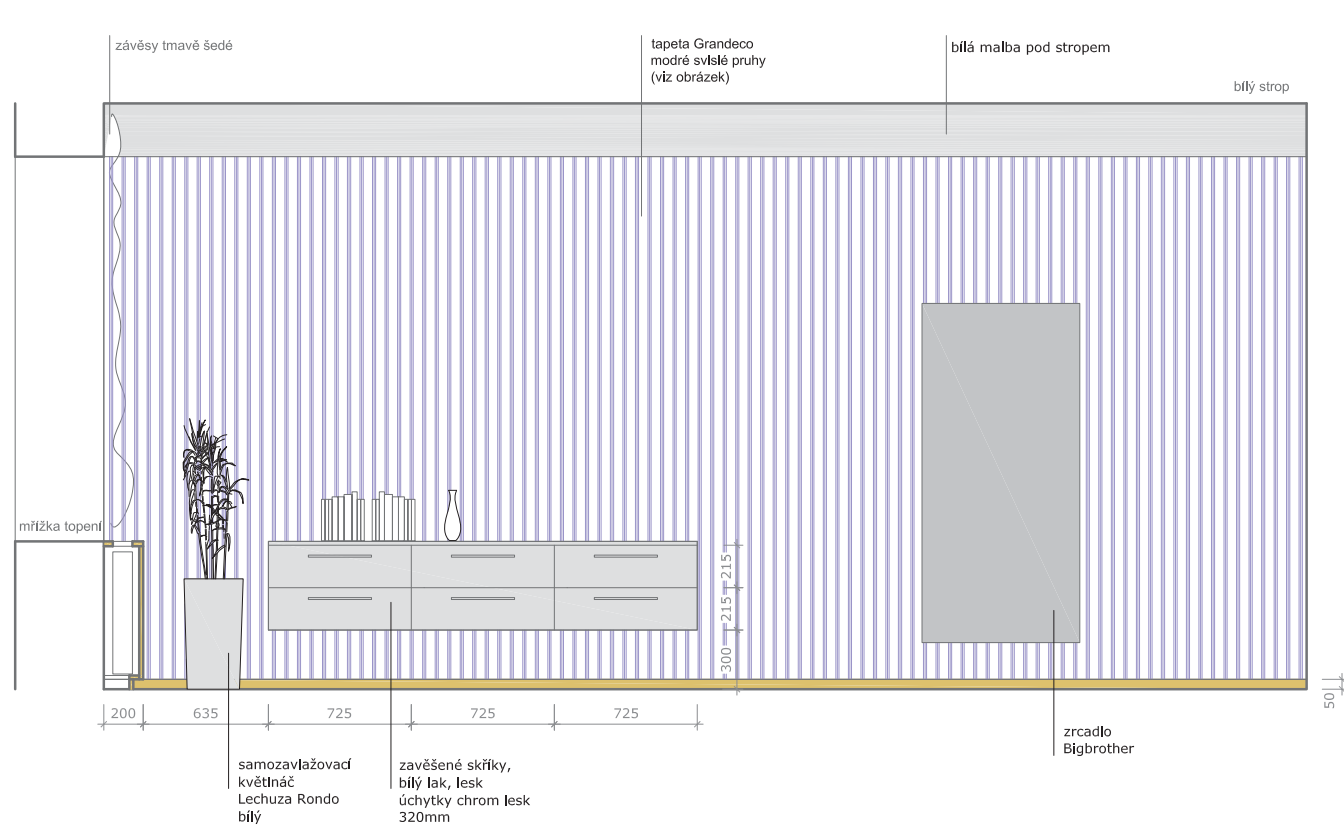 závěsy tmavě šedé
tapeta Grandeco
modré svislé pruhy
(viz obrázek)
bílá malba pod stropem
bílý strop
mřížka topení
215
215
300
50
200
635
725
725
725
samozavlažovací
květináč
Lechuza Rondo
bílý
zavěšené skříky,
bílý lak, lesk
úchytky chrom lesk
320mm
zrcadlo
Bigbrother